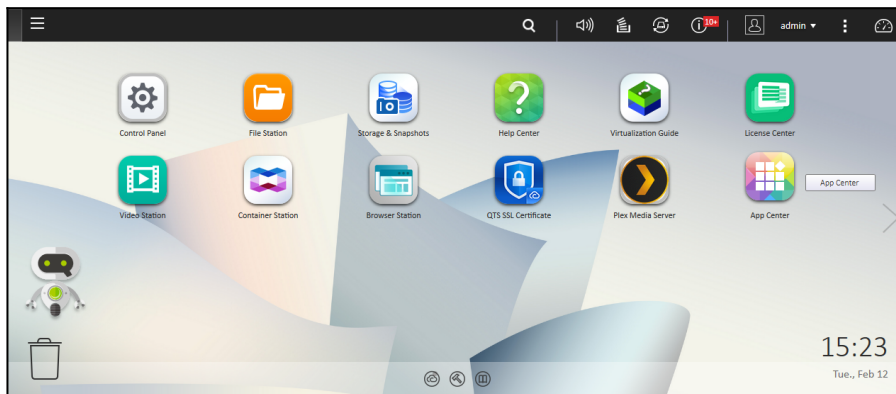 10+
admin
Control Panel
File Station
Storage & Snapshots
Help Center
Virtualization Guide
License Center
Video Station
Container Station
Browser Station
QTS SSL Certificate
Plex Media Server
App Center
App Center
15:23
Tue., Feb 12